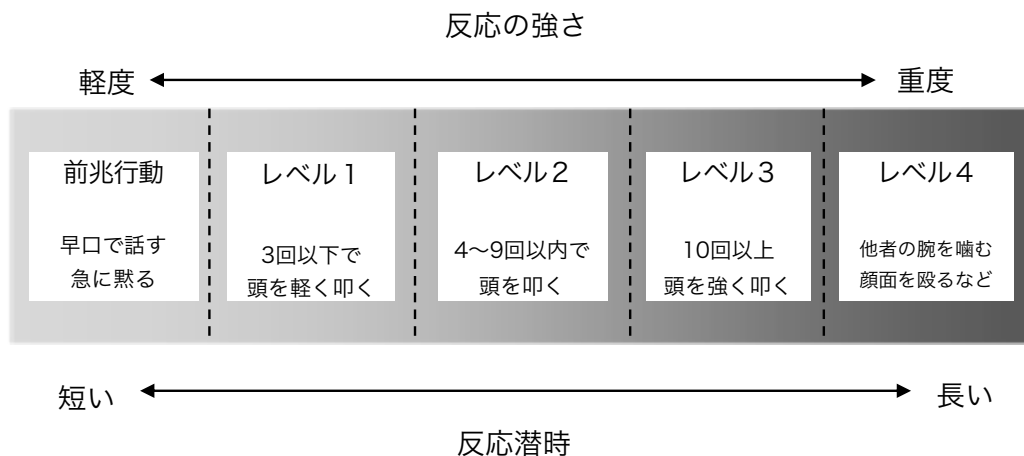 反応の強さ
軽度
重度
前兆行動
早口で話す
急に黙る
レベル1
3回以下で
頭を軽く叩く
レベル2
4〜9回以内で
頭を叩く
レベル3
10回以上
頭を強く叩く
レベル4
他者の腕を噛む
顔面を殴るなど
短い
長い
反応潜時